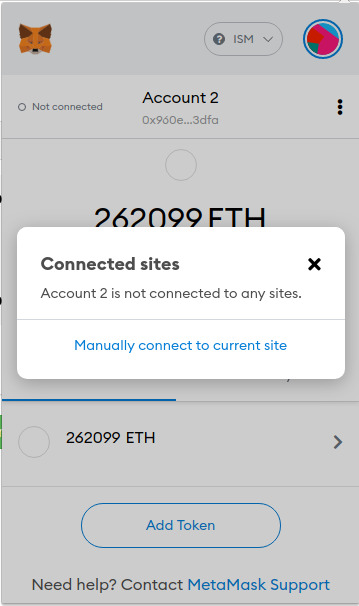 ISM
Not connected
Account 2
0x960e...3dfa
262099 ETH
Connected sites
Account 2 is not connected to any sites.
Manually connect to current site
262099 ETH
Add Token
Need help? Contact MetaMask Support